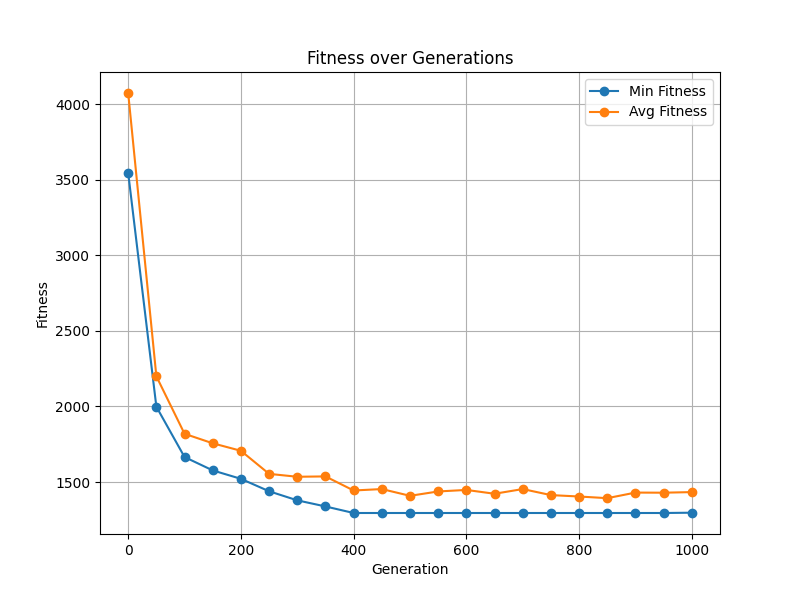 Fitness over Generations
Min Fitness
Avg Fitness
4000
3500
3000
2500
2000
1500
Fitness
0 200 400 600 800 1000
Generation